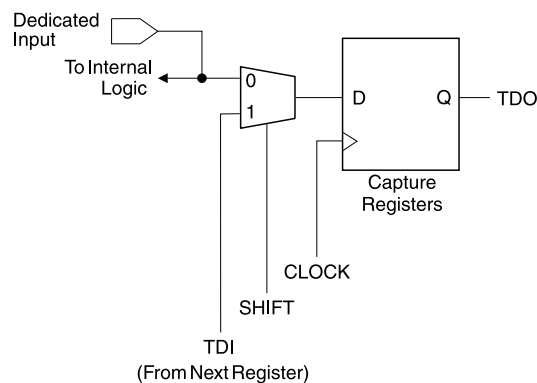 Dedicated
Input
To Internal
Logic
0
1
D
Q
TDO
Capture
Registers
CLOCK
SHIFT
TDI
(From Next Register)